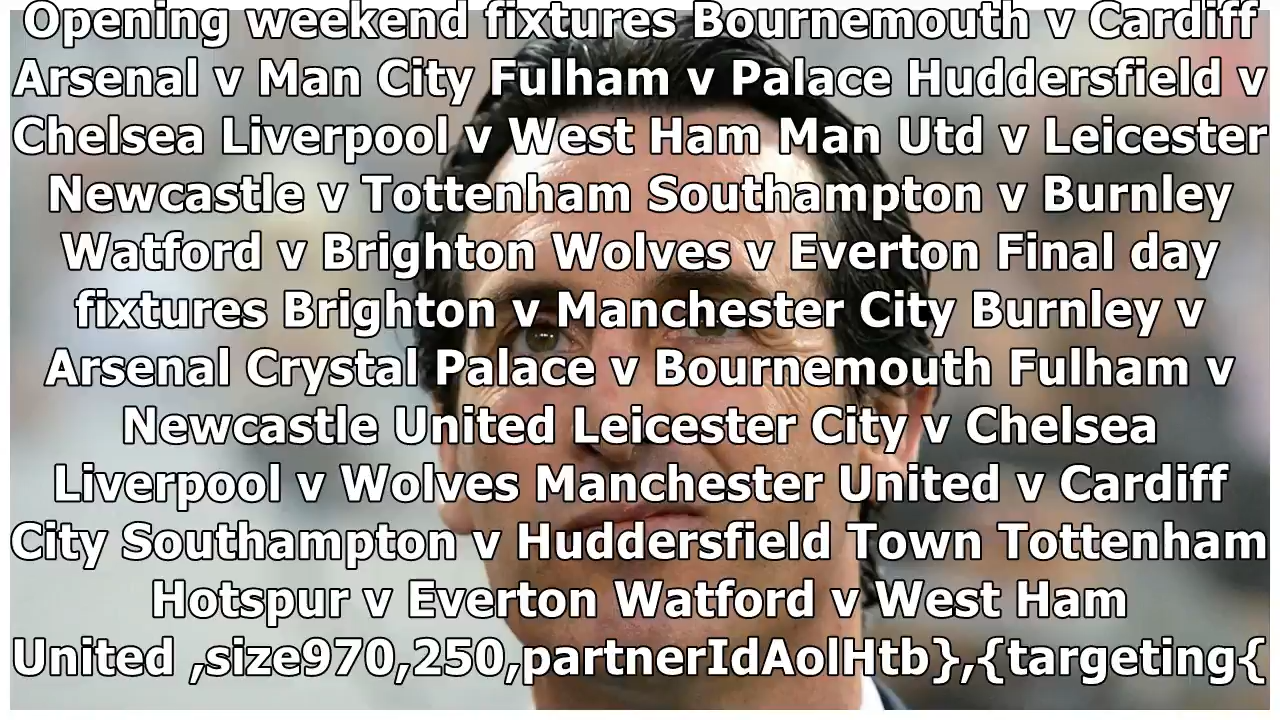 Opening weekend fixtures Bournemouth v Cardiff
Arsenal v Man City Fulham v Palace Huddersfield v
Chelsea Liverpool v West Ham Man Utd v Leicester
Newcastle v Tottenham Southampton v Burnley
Watford v Brighton Wolves v Everton Final day
fixtures Brighton v Manchester City Burnley v
Arsenal Crystal Palace v Bournemouth Fulham v
Newcastle United Leicester City v Chelsea
Liverpool v Wolves Manchester United v Cardiff
City Southampton v Huddersfield Town Tottenham
Hotspur v Everton Watford v West Ham
United ,size970,250,partnerIdAolHtb},{targeting{